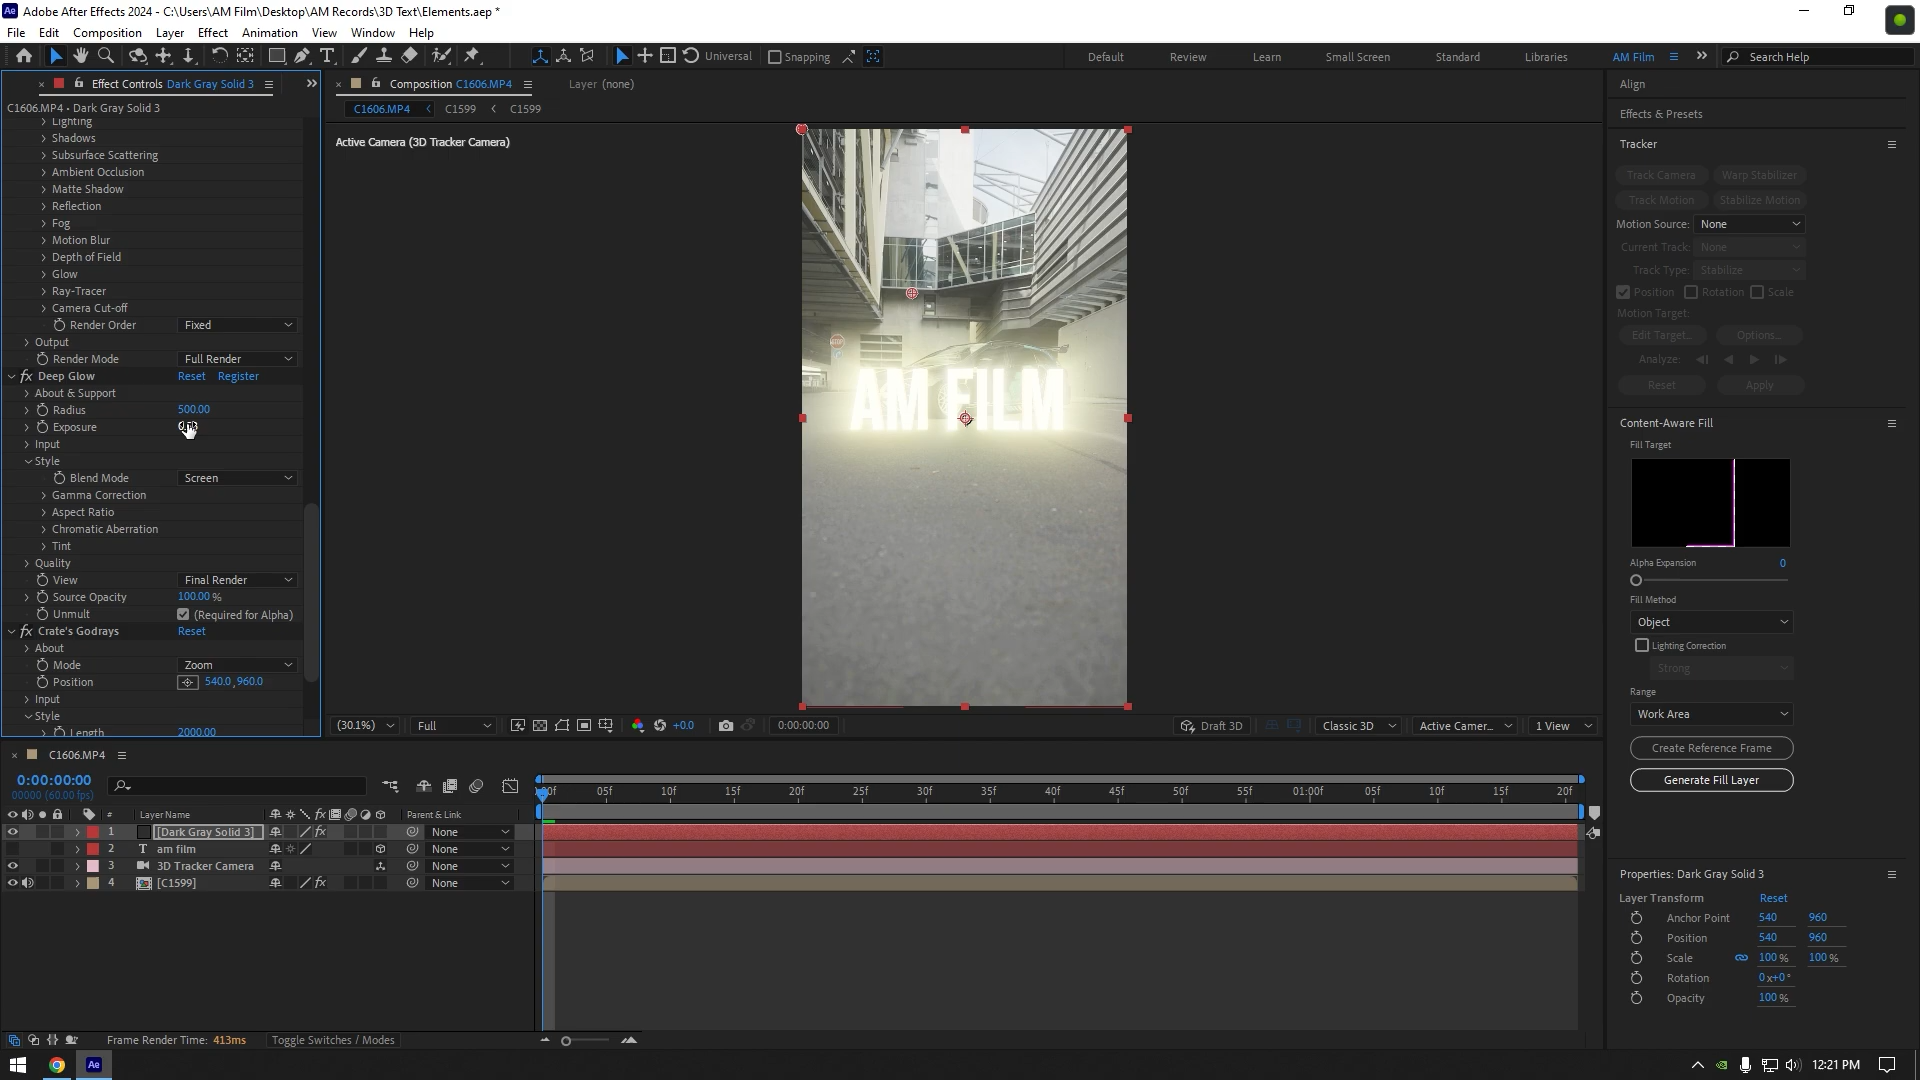 Adobe After Effects 2024 - C:\Users\AM Film\Desktop\AM Records\3D Text\Elements.aep *
File Edit Composition Layer Effect Animation View Window Help
Universal Snapping Default Review Learn Small Screen Standard Libraries AM Film Search Help
Effect Controls Dark Gray Solid 3
C1606.MP4 • Dark Gray Solid 3
Lighting
Shadows
Subsurface Scattering
Ambient Occlusion
Matte Shadow
Reflection
Fog
Motion Blur
Depth of Field
Glow
Ray-Tracer
Camera Cut-off
Render Order Fixed
Output
Render Mode Full Render
fx Deep Glow Reset Register
About & Support
Radius 500.00
Exposure
Input
Style
Blend Mode Screen
Gamma Correction
Aspect Ratio
Chromatic Aberration
Tint
Quality
View Final Render
Source Opacity 100.00 %
Unmult (Required for Alpha)
fx Crate's Godrays Reset
About
Mode Zoom
Position 540.0,960.0
Input
Style
Length 2000.00
Composition C1606.MP4 Layer (none)
C1606.MP4 C1599 C1599
Active Camera (3D Tracker Camera)
AM FILM
(30.1%) Full +0.0 0:00:00:00 Draft 3D Classic 3D Active Camer... 1 View
Align
Effects & Presets
Tracker
Track Camera Warp Stabilizer
Track Motion Stabilize Motion
Motion Source: None
Current Track: None
Track Type: Stabilize
Position Rotation Scale
Motion Target:
Edit Target... Options...
Analyze:
Reset Apply
Content-Aware Fill
Fill Target
Alpha Expansion 0
Fill Method
Object
Lighting Correction
Strong
Range
Work Area
Create Reference Frame
Generate Fill Layer
Properties: Dark Gray Solid 3
Layer Transform Reset
Anchor Point 540 960
Position 540 960
Scale 100 % 100 %
Rotation 0x+0°
Opacity 100 %
C1606.MP4
0:00:00:00
00000 (60.00 fps)
:00f 05f 10f 15f 20f 25f 30f 35f 40f 45f 50f 55f 01:00f 05f 10f 15f 20f
# Layer Name fx Parent & Link
1 [Dark Gray Solid 3] fx None
2 T am film None
3 3D Tracker Camera None
4 [C1599] fx None
Frame Render Time: 413ms Toggle Switches / Modes
Ae 12:21 PM